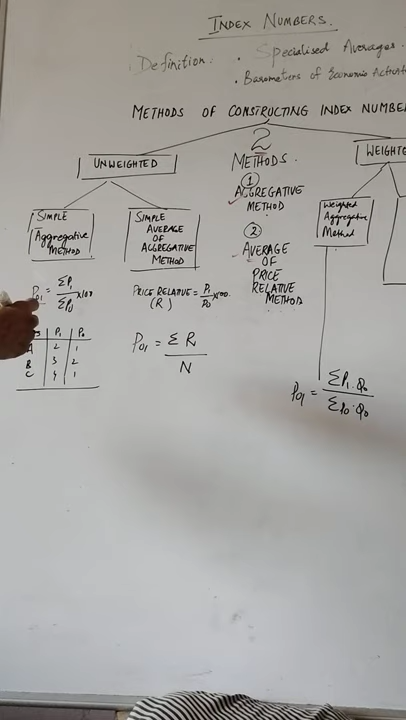 INDEX NUMBERS.
Definition: • Specialised Averages.
• Barometers of Economic Activit
METHODS OF CONSTRUCTING INDEX NUMBER
2
METHODS.
UNWEIGHTED
WEIGHTE
SIMPLE
Aggregative
METHOD
SIMPLE
AVERAGE
OF
AGGREGATIVE
METHOD
① AGGREGATIVE
METHOD
② AVERAGE
OF
PRICE
RELATIVE
METHOD
Weighted
Aggregative
Method
P01 = ΣP1/ΣP0 ×100
PRICE RELATIVE = P1/P0 ×100
(R)
P01 = ΣR/N
P01 = ΣP1·Q0/ΣP0·Q0
P1 P0
A 2 1
B 3 2
C 4 1